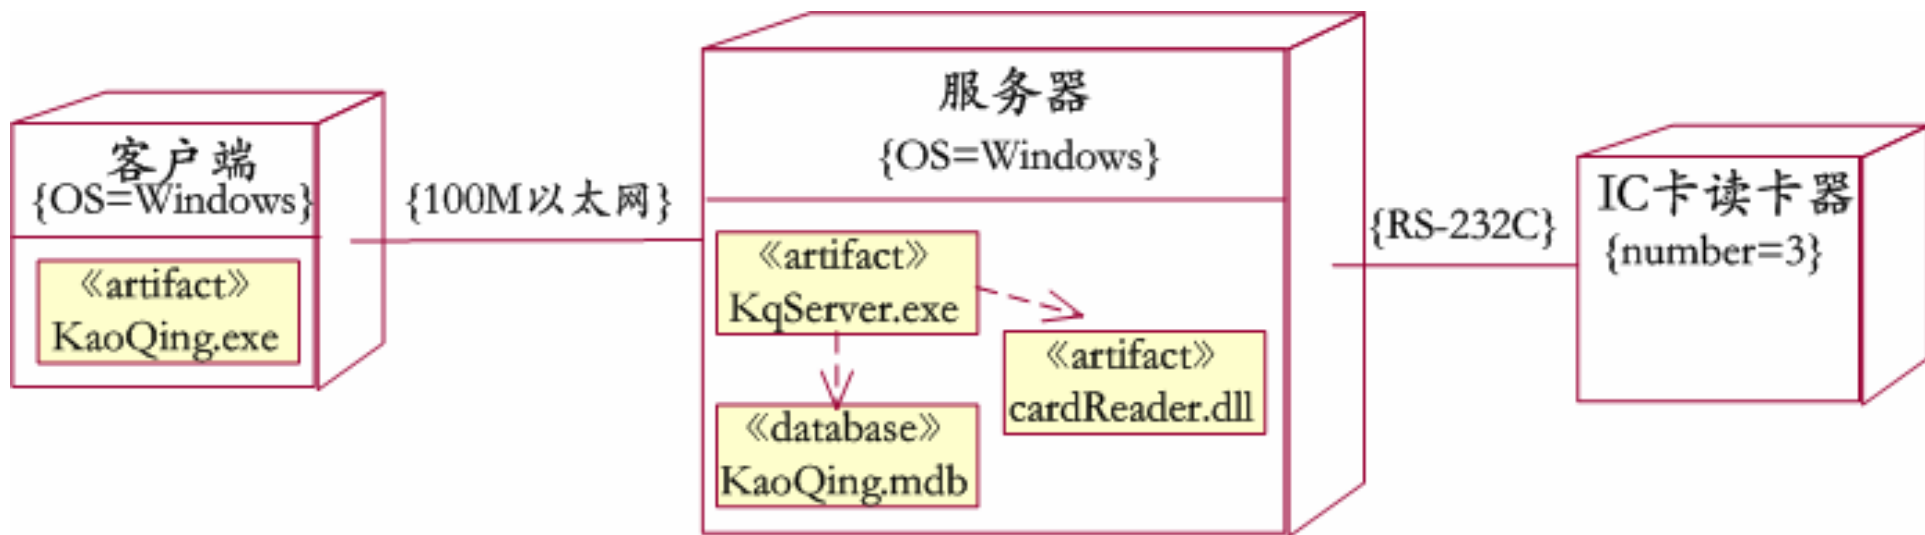 客户端
{OS=Windows}
《artifact》
KaoQing.exe
{100M以太网}
服务器
{OS=Windows}
《artifact》
KqServer.exe
《artifact》
cardReader.dll
《database》
KaoQing.mdb
{RS-232C}
IC卡读卡器
{number=3}